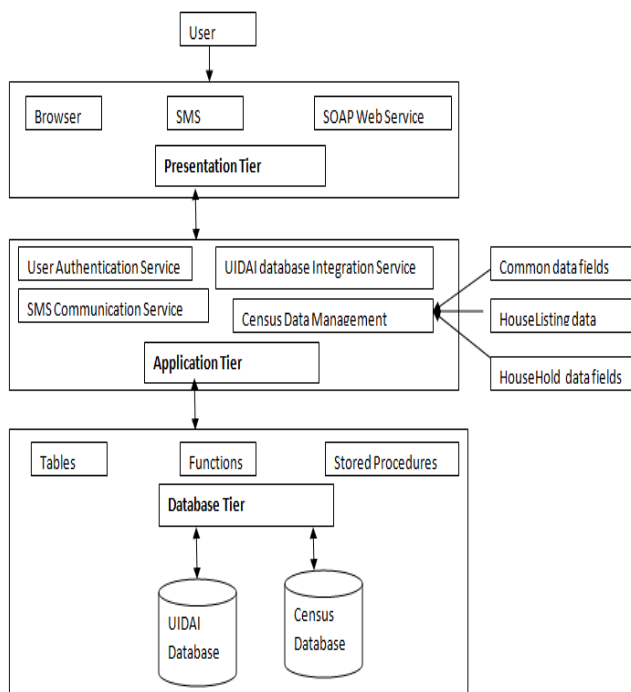 User
Browser
SMS
SOAP Web Service
Presentation Tier
User Authentication Service
UIDAI database Integration Service
Common data fields
SMS Communication Service
Census Data Management
HouseListing data
Application Tier
HouseHold data fields
Tables
Functions
Stored Procedures
Database Tier
UIDAI
Database
Census
Database